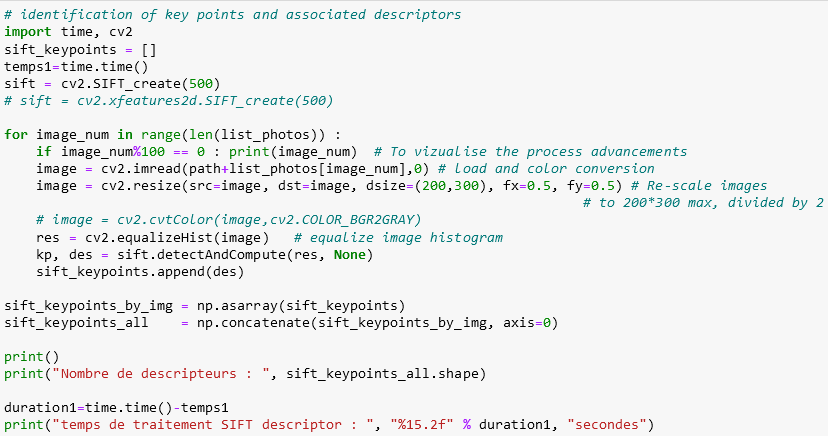 # identification of key points and associated descriptors
import time, cv2
sift_keypoints = []
temps1=time.time()
sift = cv2.SIFT_create(500)
# sift = cv2.xfeatures2d.SIFT_create(500)

for image_num in range(len(list_photos)) :
    if image_num%100 == 0 : print(image_num)  # To vizualise the process advancements
    image = cv2.imread(path+list_photos[image_num],0) # load and color conversion
    image = cv2.resize(src=image, dst=image, dsize=(200,300), fx=0.5, fy=0.5) # Re-scale images
                                                                        # to 200*300 max, divided by 2
    # image = cv2.cvtColor(image,cv2.COLOR_BGR2GRAY)
    res = cv2.equalizeHist(image)   # equalize image histogram
    kp, des = sift.detectAndCompute(res, None)
    sift_keypoints.append(des)

sift_keypoints_by_img = np.asarray(sift_keypoints)
sift_keypoints_all    = np.concatenate(sift_keypoints_by_img, axis=0)

print()
print("Nombre de descripteurs : ", sift_keypoints_all.shape)

duration1=time.time()-temps1
print("temps de traitement SIFT descriptor : ", "%15.2f" % duration1, "secondes")